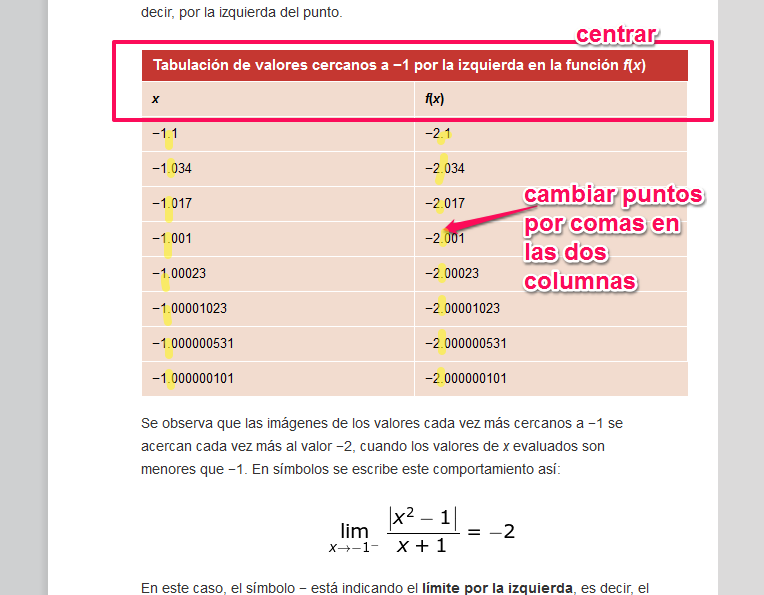 decir, por la izquierda del punto.
centrar
Tabulación de valores cercanos a −1 por la izquierda en la función f(x)
x f(x)
−1.1 −2.1
−1.034 −2.034
−1.017 −2.017
−1.001 −2.001
−1.00023 −2.00023
−1.00001023 −2.00001023
−1.000000531 −2.000000531
−1.000000101 −2.000000101
cambiar puntos
por comas en
las dos
columnas
Se observa que las imágenes de los valores cada vez más cercanos a −1 se
acercan cada vez más al valor −2, cuando los valores de x evaluados son
menores que −1. En símbolos se escribe este comportamiento así:
lim x→−1⁻ |x² − 1| / x + 1 = −2
En este caso, el símbolo − está indicando el límite por la izquierda, es decir, el